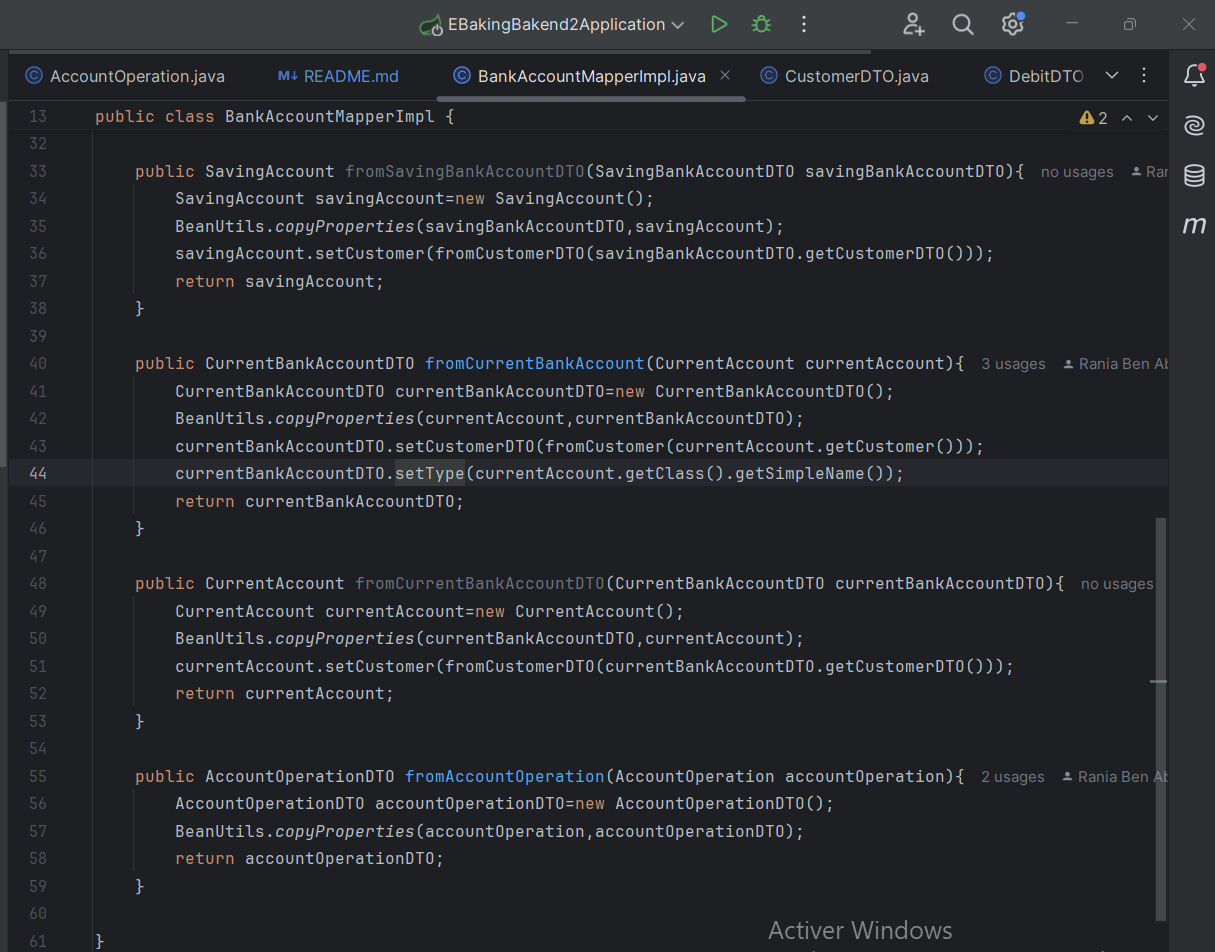 EBakingBakend2Application
AccountOperation.java README.md BankAccountMapperImpl.java CustomerDTO.java DebitDTO
13 public class BankAccountMapperImpl { 2
32
33 public SavingAccount fromSavingBankAccountDTO(SavingBankAccountDTO savingBankAccountDTO){ no usages Rar
34 SavingAccount savingAccount=new SavingAccount();
35 BeanUtils.copyProperties(savingBankAccountDTO,savingAccount);
36 savingAccount.setCustomer(fromCustomerDTO(savingBankAccountDTO.getCustomerDTO()));
37 return savingAccount;
38 }
39
40 public CurrentBankAccountDTO fromCurrentBankAccount(CurrentAccount currentAccount){ 3 usages Rania Ben Ab
41 CurrentBankAccountDTO currentBankAccountDTO=new CurrentBankAccountDTO();
42 BeanUtils.copyProperties(currentAccount,currentBankAccountDTO);
43 currentBankAccountDTO.setCustomerDTO(fromCustomer(currentAccount.getCustomer()));
44 currentBankAccountDTO.setType(currentAccount.getClass().getSimpleName());
45 return currentBankAccountDTO;
46 }
47
48 public CurrentAccount fromCurrentBankAccountDTO(CurrentBankAccountDTO currentBankAccountDTO){ no usages
49 CurrentAccount currentAccount=new CurrentAccount();
50 BeanUtils.copyProperties(currentBankAccountDTO,currentAccount);
51 currentAccount.setCustomer(fromCustomerDTO(currentBankAccountDTO.getCustomerDTO()));
52 return currentAccount;
53 }
54
55 public AccountOperationDTO fromAccountOperation(AccountOperation accountOperation){ 2 usages Rania Ben Ab
56 AccountOperationDTO accountOperationDTO=new AccountOperationDTO();
57 BeanUtils.copyProperties(accountOperation,accountOperationDTO);
58 return accountOperationDTO;
59 }
60
61 }
Activer Windows